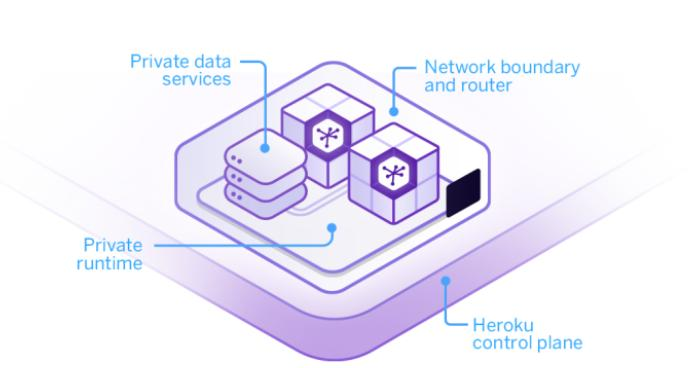 Private data
services
Network boundary
and router
Private
runtime
Heroku
control plane